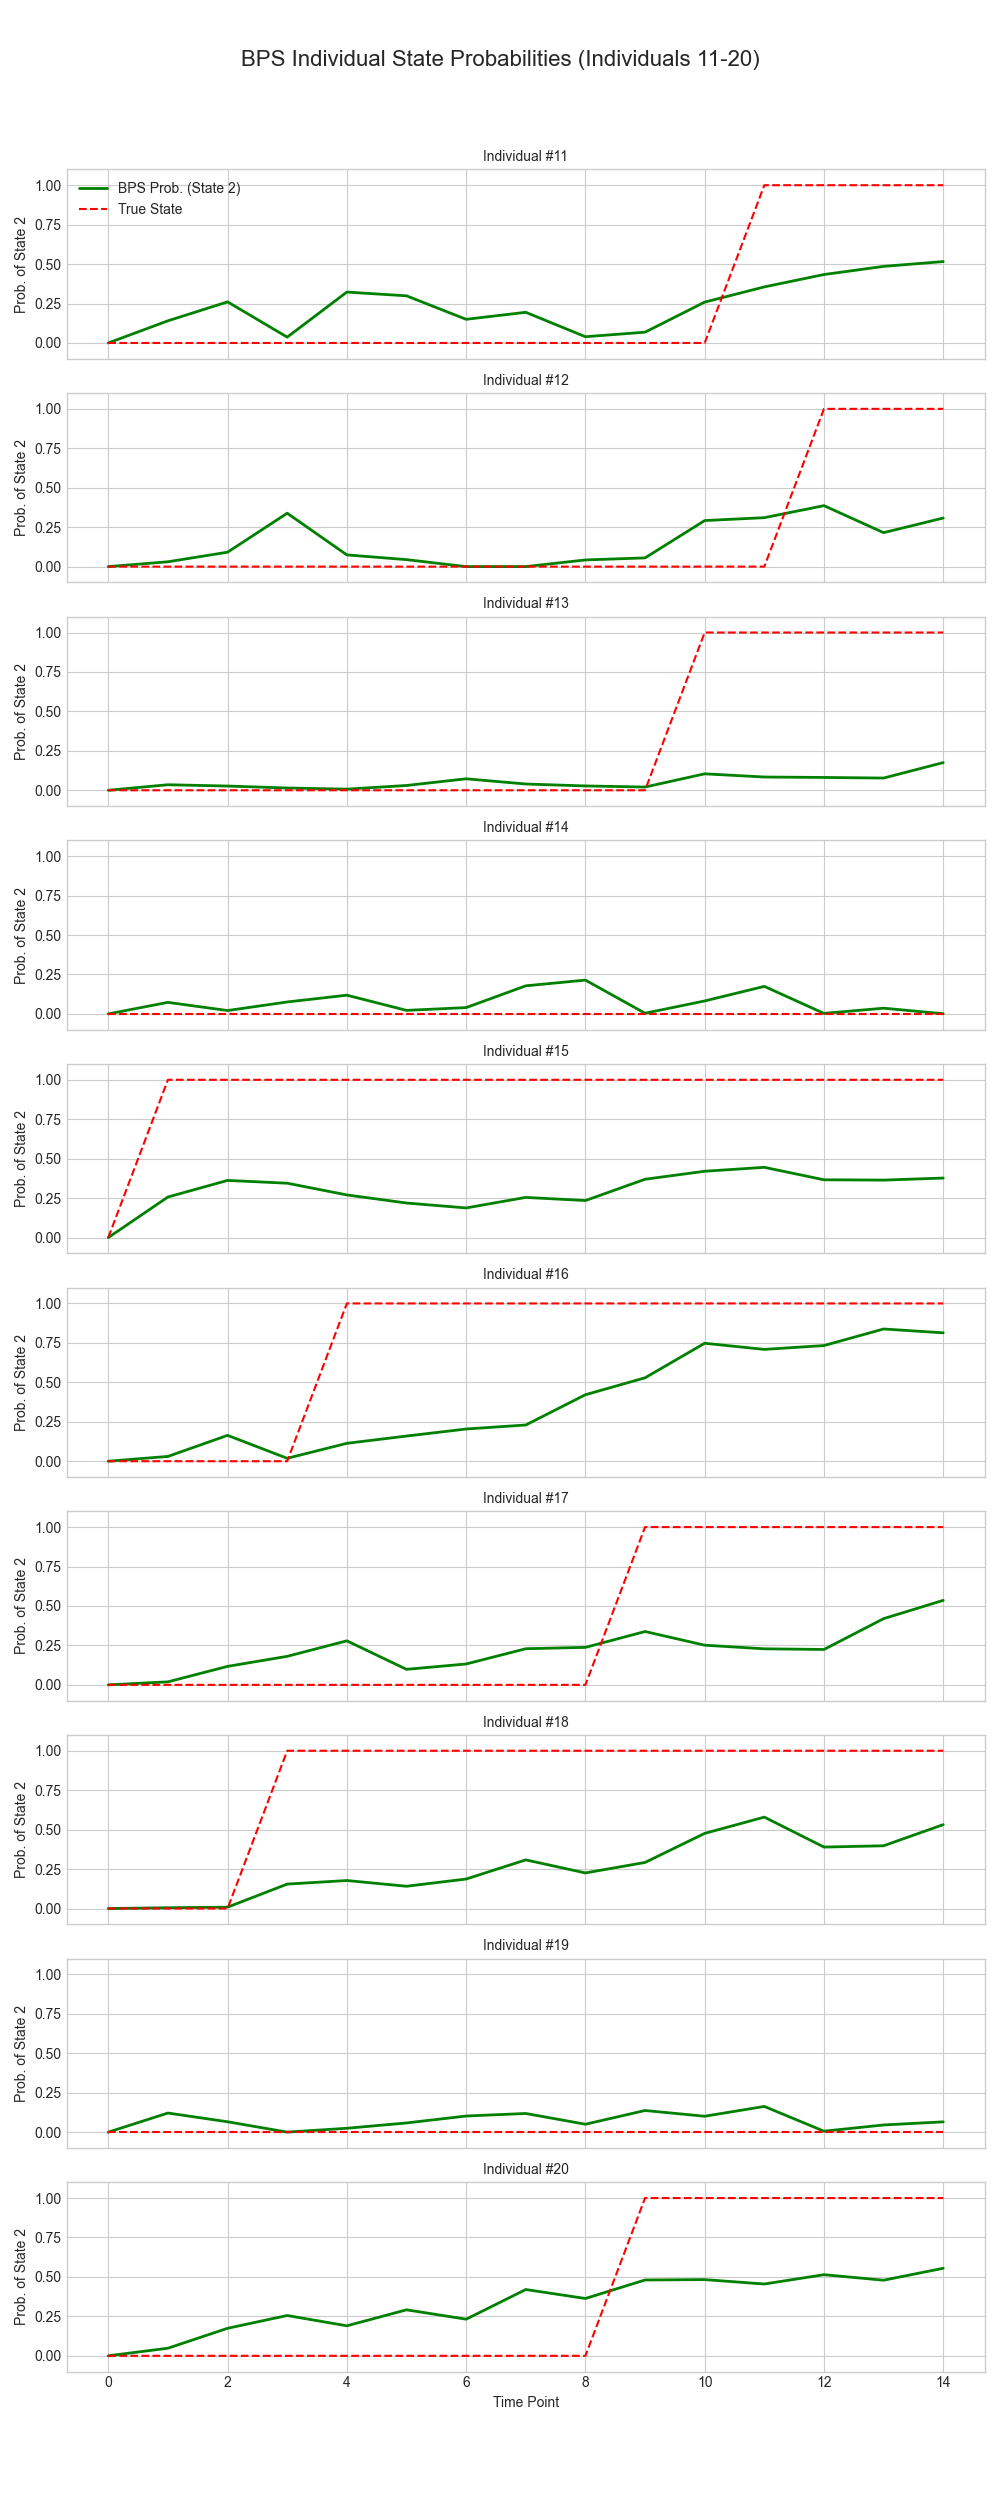 BPS Individual State Probabilities (Individuals 11-20)
Individual #11
BPS Prob. (State 2)
True State
Prob. of State 2
1.00
0.75
0.50
0.25
0.00
Individual #12
Prob. of State 2
1.00
0.75
0.50
0.25
0.00
Individual #13
Prob. of State 2
1.00
0.75
0.50
0.25
0.00
Individual #14
Prob. of State 2
1.00
0.75
0.50
0.25
0.00
Individual #15
Prob. of State 2
1.00
0.75
0.50
0.25
0.00
Individual #16
Prob. of State 2
1.00
0.75
0.50
0.25
0.00
Individual #17
Prob. of State 2
1.00
0.75
0.50
0.25
0.00
Individual #18
Prob. of State 2
1.00
0.75
0.50
0.25
0.00
Individual #19
Prob. of State 2
1.00
0.75
0.50
0.25
0.00
Individual #20
Prob. of State 2
1.00
0.75
0.50
0.25
0.00
0 2 4 6 8 10 12 14
Time Point